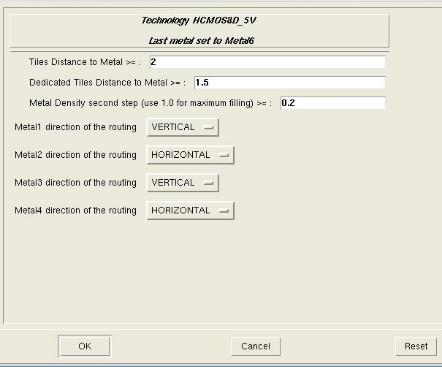 Technology HCMOS8D_5V
Last metal set to Metal6
Tiles Distance to Metal >= : 2
Dedicated Tiles Distance to Metal >= : 1.5
Metal Density second step (use 1.0 for maximum filling) >= : 0.2
Metal1 direction of the routing VERTICAL
Metal2 direction of the routing HORIZONTAL
Metal3 direction of the routing VERTICAL
Metal4 direction of the routing HORIZONTAL
OK Cancel Reset